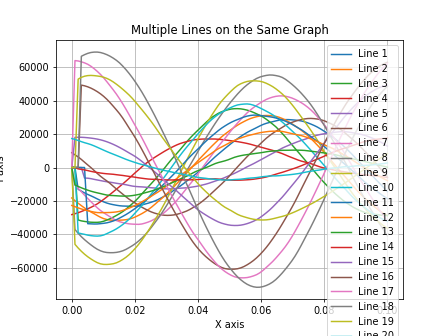 Multiple Lines on the Same Graph
60000
40000
20000
0
−20000
−40000
−60000
0.00
0.02
0.04
0.06
X axis
Line 1
Line 2
Line 3
Line 4
Line 5
Line 6
Line 7
Line 8
Line 9
Line 10
Line 11
Line 12
Line 13
Line 14
Line 15
Line 16
Line 17
Line 18
Line 19
Line 20